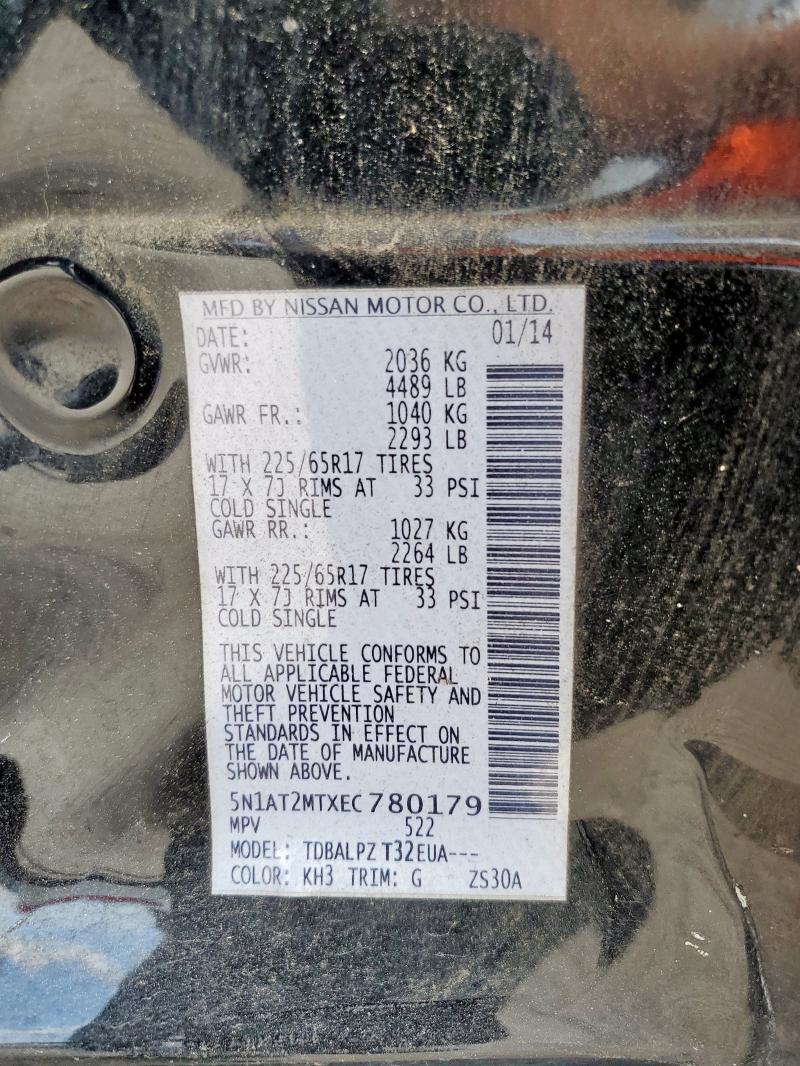 MFD BY NISSAN MOTOR CO., LTD.
DATE: 01/14
GVWR: 2036 KG
4489 LB
GAWR FR.: 1040 KG
2293 LB
WITH 225/65R17 TIRES
17 X 7J RIMS AT 33 PSI
COLD SINGLE
GAWR RR.: 1027 KG
2264 LB
WITH 225/65R17 TIRES
17 X 7J RIMS AT 33 PSI
COLD SINGLE
THIS VEHICLE CONFORMS TO
ALL APPLICABLE FEDERAL
MOTOR VEHICLE SAFETY AND
THEFT PREVENTION
STANDARDS IN EFFECT ON
THE DATE OF MANUFACTURE
SHOWN ABOVE.
5N1AT2MTXEC780179
MPV 522
MODEL: TDBALPZ T32EUA---
COLOR: KH3 TRIM: G ZS30A